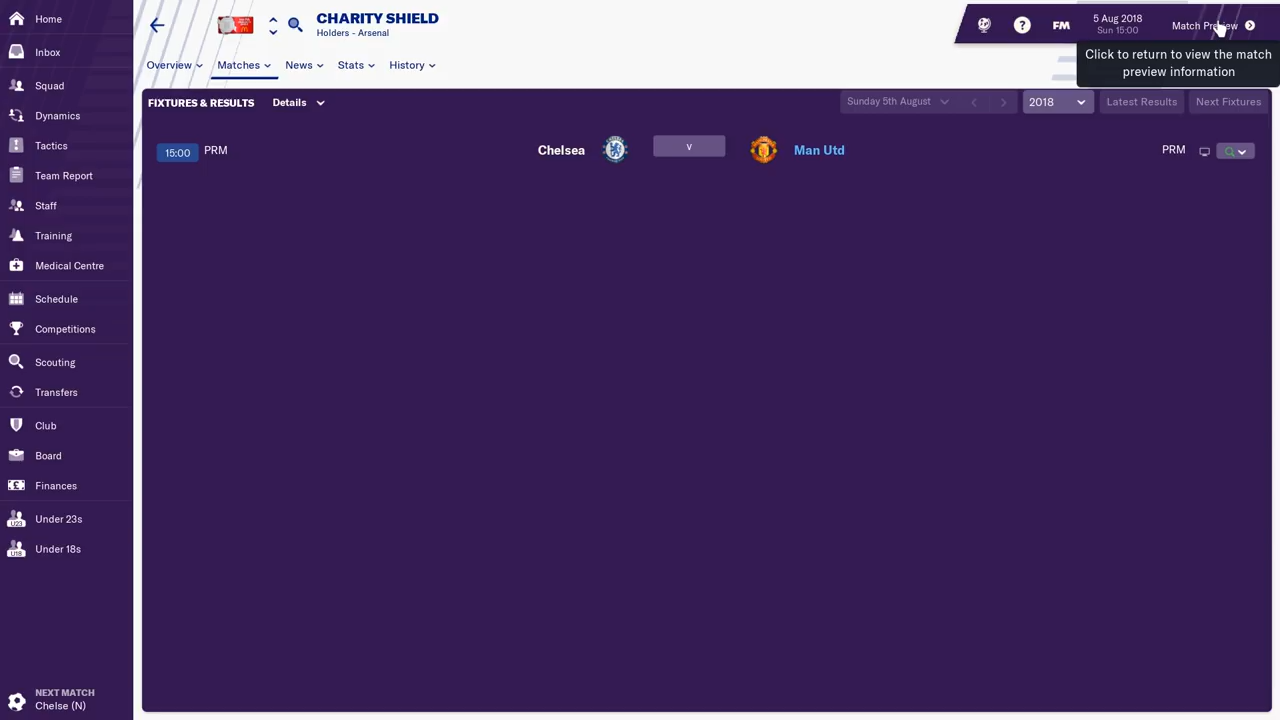 Home
Inbox
Squad
Dynamics
Tactics
Team Report
Staff
Training
Medical Centre
Schedule
Competitions
Scouting
Transfers
Club
Board
Finances
U23
Under 23s
U18
Under 18s
NEXT MATCH
Chelse (N)
CHARITY SHIELD
Holders - Arsenal
FM
5 Aug 2018
Sun 15:00
Match Preview
Click to return to view the match
preview information
Overview
Matches
News
Stats
History
FIXTURES & RESULTS
Details
Sunday 5th August
2018
Latest Results
Next Fixtures
15:00 PRM Chelsea v Man Utd PRM